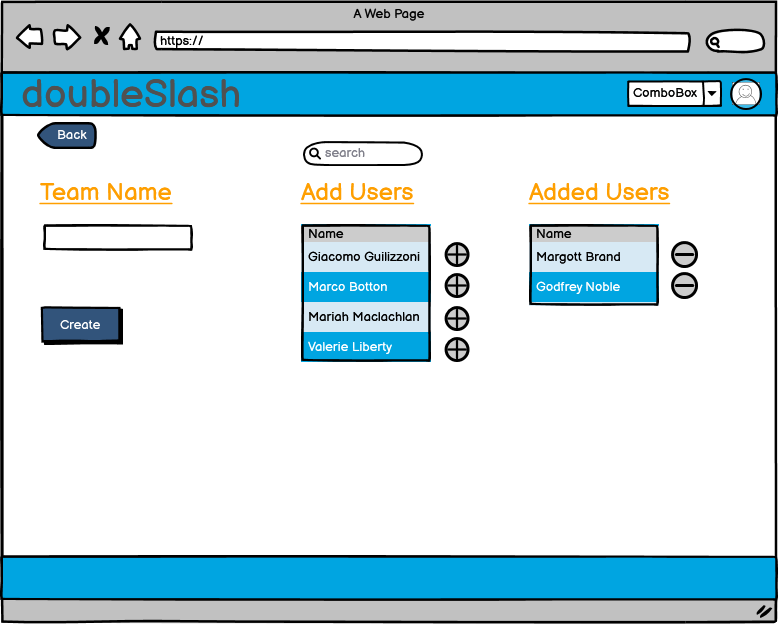 A Web Page
https://
doubleSlash
ComboBox
Back
search
Team Name
Add Users
Added Users
Name
Giacomo Guilizzoni
Marco Botton
Mariah Maclachlan
Valerie Liberty
Name
Margott Brand
Godfrey Noble
Create